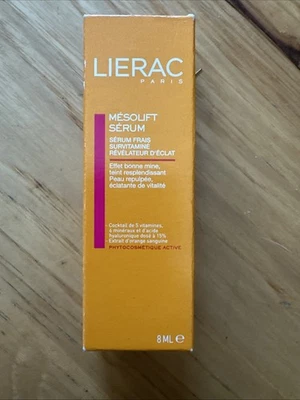 LIERAC
PARIS
MÉSOLIFT
SÉRUM
SÉRUM FRAIS
SURVITAMINÉ
RÉVÉLATEUR D'ÉCLAT
Effet bonne mine,
teint resplendissant
Peau repulpée,
éclatante de vitalité
Cocktail de 5 vitamines,
4 minéraux et d'acide
hyaluronique dosé à 15%
Extrait d'orange sanguine
PHYTOCOSMÉTIQUE ACTIVE
8 ML e